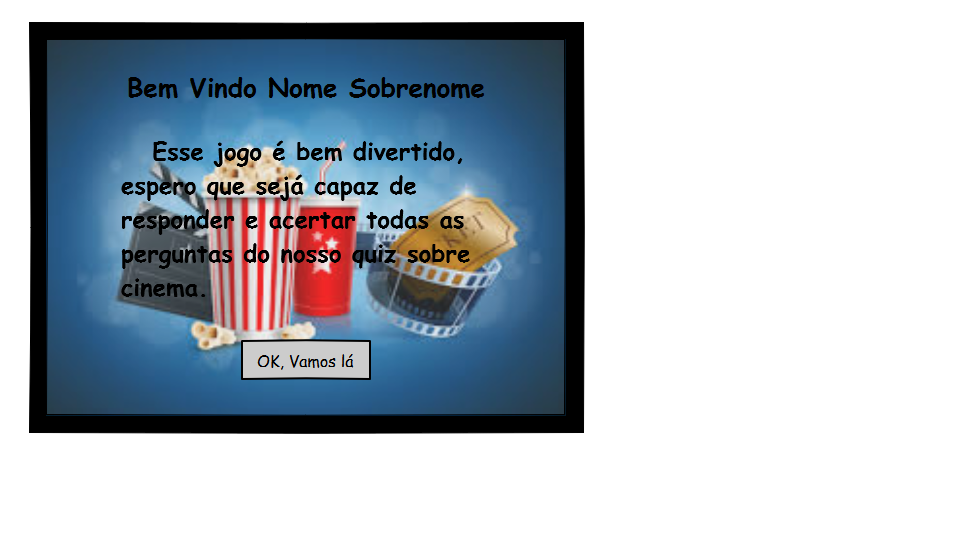 Bem Vindo Nome Sobrenome
Esse jogo é bem divertido,
espero que sejá capaz de
responder e acertar todas as
perguntas do nosso quiz sobre
cinema.
OK, Vamos lá